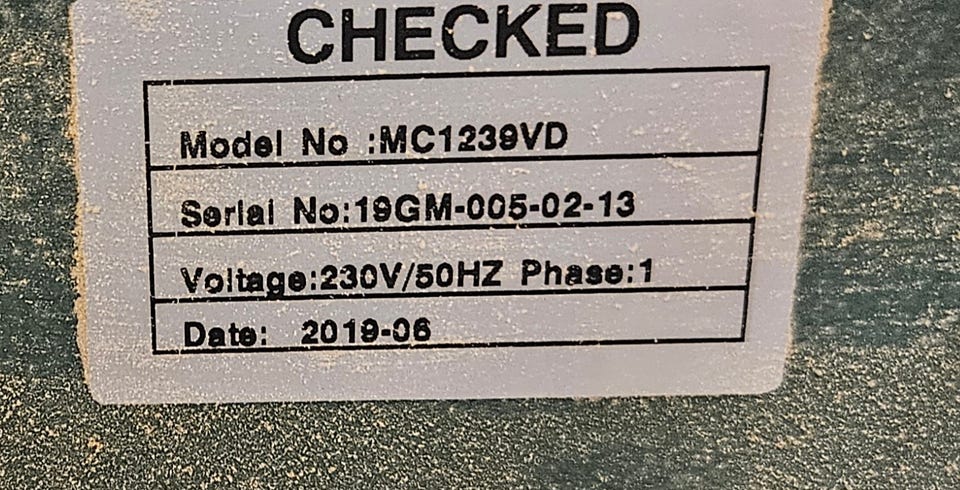 CHECKED
Model No :MC1239VD
Serial No:19GM-005-02-13
Voltage:230V/50HZ Phase:1
Date: 2019-06